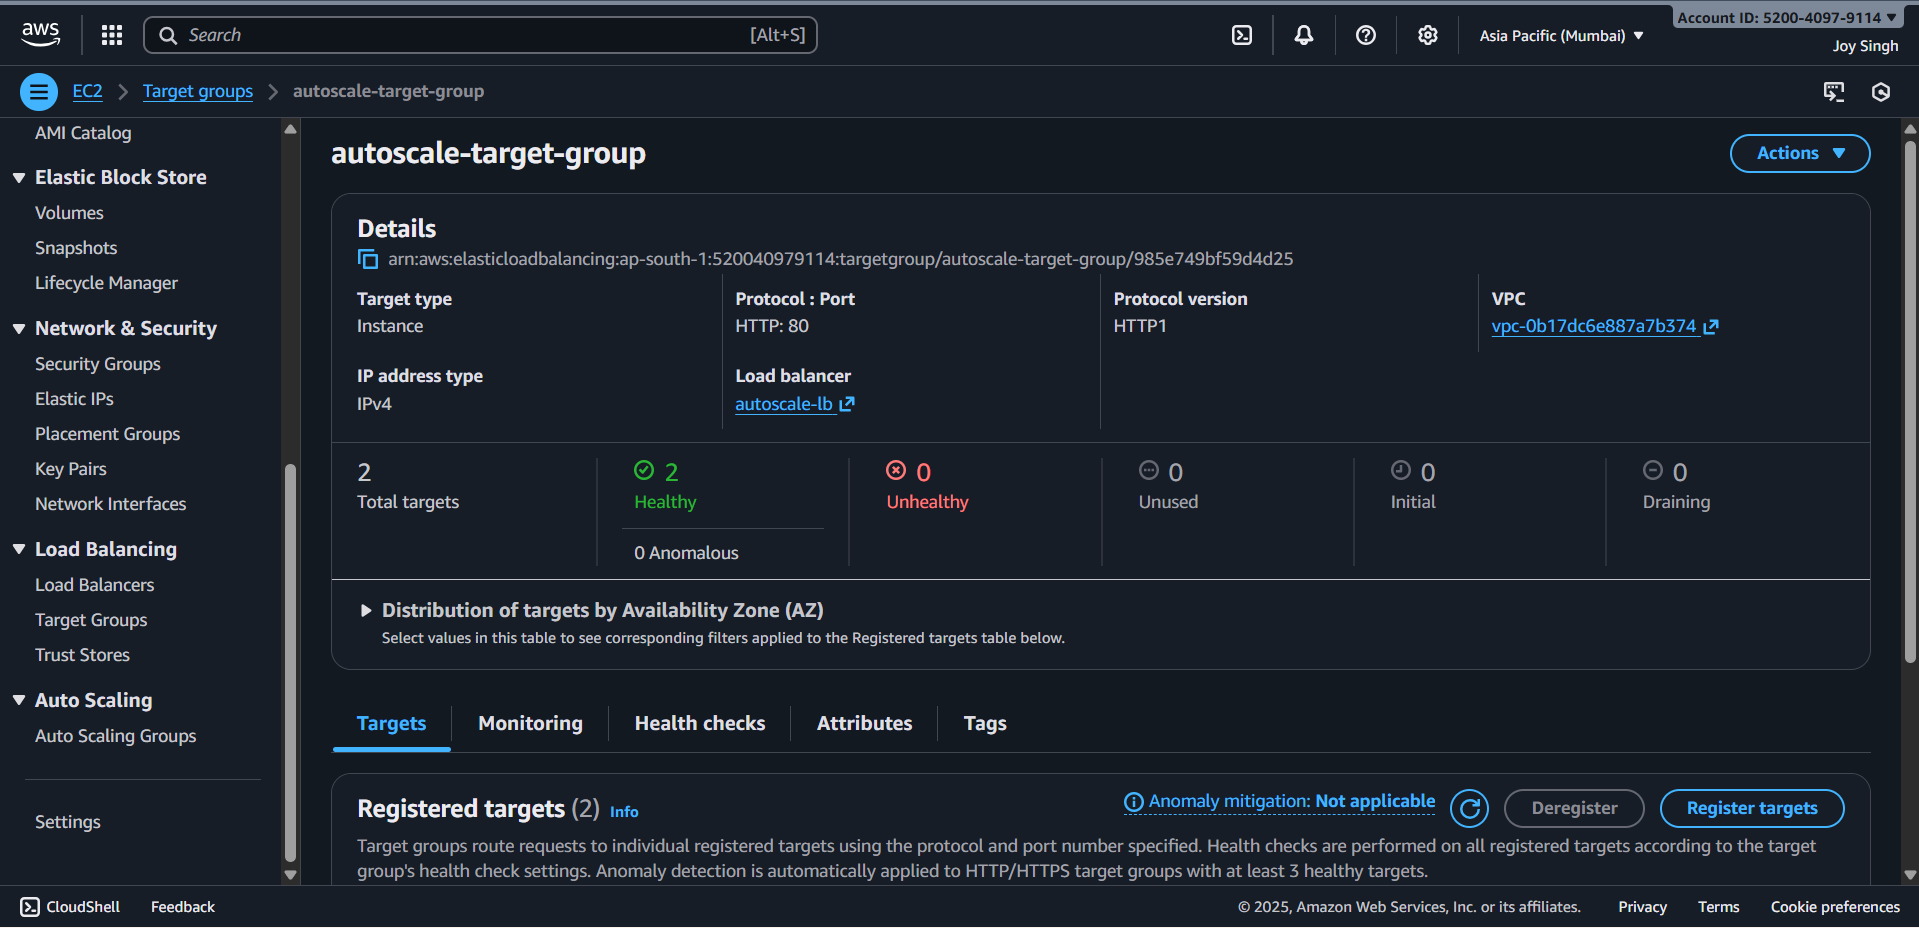 aws
Search [Alt+S]
Asia Pacific (Mumbai)
Account ID: 5200-4097-9114
Joy Singh
EC2 Target groups autoscale-target-group
AMI Catalog
Elastic Block Store
Volumes
Snapshots
Lifecycle Manager
Network & Security
Security Groups
Elastic IPs
Placement Groups
Key Pairs
Network Interfaces
Load Balancing
Load Balancers
Target Groups
Trust Stores
Auto Scaling
Auto Scaling Groups
Settings
autoscale-target-group
Actions
Details
arn:aws:elasticloadbalancing:ap-south-1:520040979114:targetgroup/autoscale-target-group/985e749bf59d4d25
Target type
Instance
Protocol : Port
HTTP: 80
Protocol version
HTTP1
VPC
vpc-0b17dc6e887a7b374
IP address type
IPv4
Load balancer
autoscale-lb
2
Total targets
2
Healthy
0 Anomalous
0
Unhealthy
0
Unused
0
Initial
0
Draining
Distribution of targets by Availability Zone (AZ)
Select values in this table to see corresponding filters applied to the Registered targets table below.
Targets Monitoring Health checks Attributes Tags
Registered targets (2) Info
Anomaly mitigation: Not applicable
Deregister
Register targets
Target groups route requests to individual registered targets using the protocol and port number specified. Health checks are performed on all registered targets according to the target
group's health check settings. Anomaly detection is automatically applied to HTTP/HTTPS target groups with at least 3 healthy targets.
CloudShell Feedback
© 2025, Amazon Web Services, Inc. or its affiliates. Privacy Terms Cookie preferences